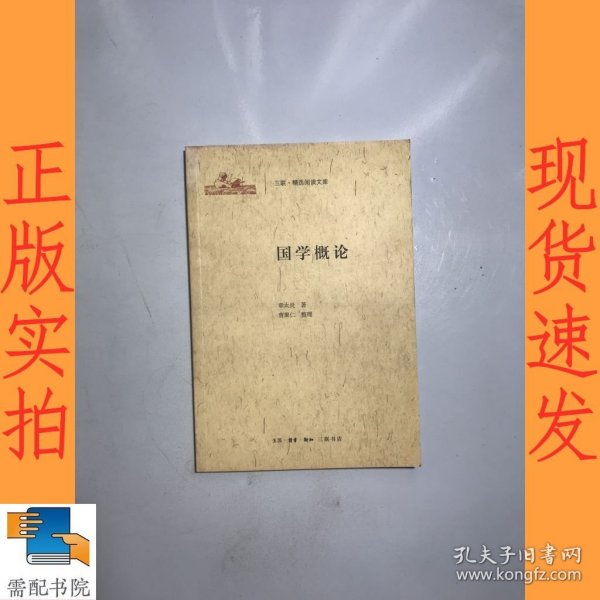 正版实拍
三联·精选阅读文库
国学概论
章太炎 著
曹聚仁 整理
生活·读书·新知 三联书店
现货速发
需配书院
孔夫子旧书网
www.kongfz.com